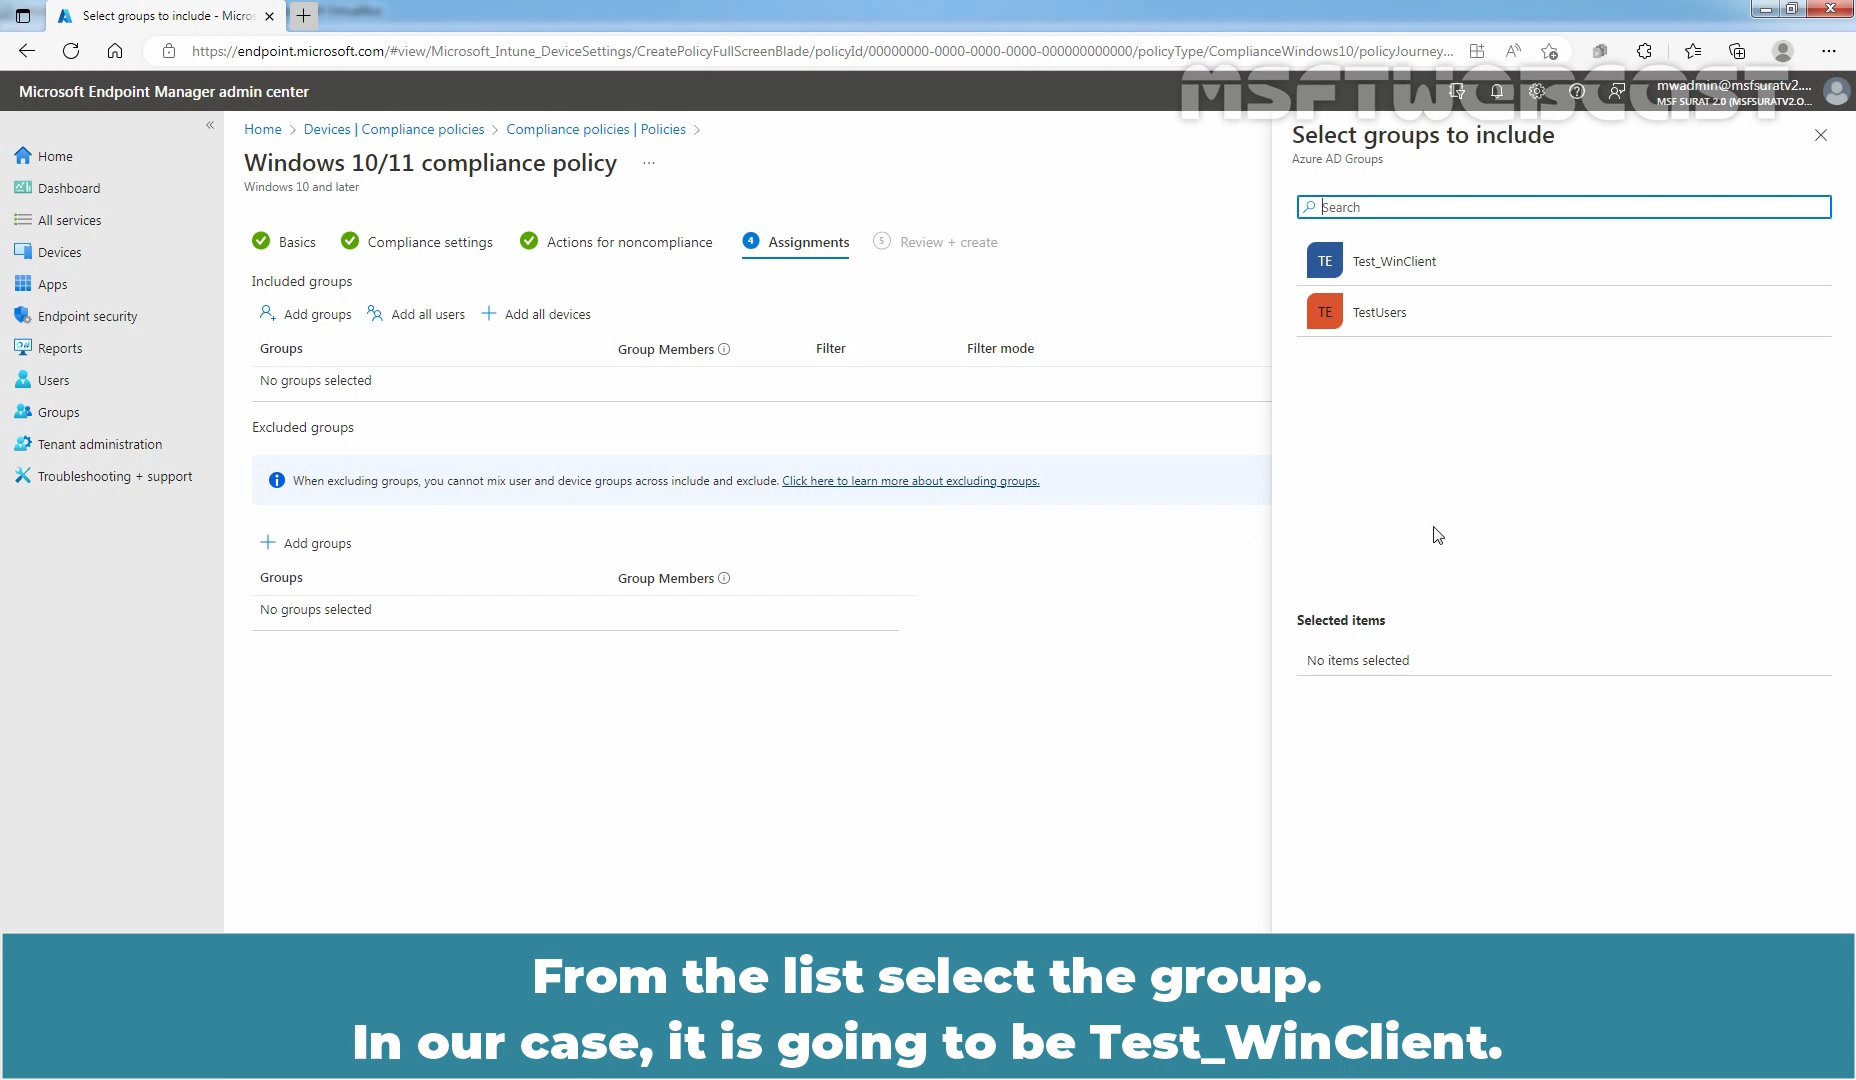 Select groups to include - Micros
https://endpoint.microsoft.com/#view/Microsoft_Intune_DeviceSettings/CreatePolicyFullScreenBlade/policyId/00000000-0000-0000-0000-000000000000/policyType/ComplianceWindows10/policyJourney...
Microsoft Endpoint Manager admin center
MSFTWEBCAST
mwadmin@msfsuratv2....
MSF SURAT 2.0 (MSFSURATV2.O...
Home
Dashboard
All services
Devices
Apps
Endpoint security
Reports
Users
Groups
Tenant administration
Troubleshooting + support
Home > Devices | Compliance policies > Compliance policies | Policies >
Windows 10/11 compliance policy ...
Windows 10 and later
Basics Compliance settings Actions for noncompliance 4 Assignments 5 Review + create
Included groups
Add groups Add all users Add all devices
Groups Group Members Filter Filter mode
No groups selected
Excluded groups
When excluding groups, you cannot mix user and device groups across include and exclude. Click here to learn more about excluding groups.
Add groups
Groups Group Members
No groups selected
Select groups to include
Azure AD Groups
Search
TE Test_WinClient
TE TestUsers
Selected items
No items selected
From the list select the group.
In our case, it is going to be Test_WinClient.